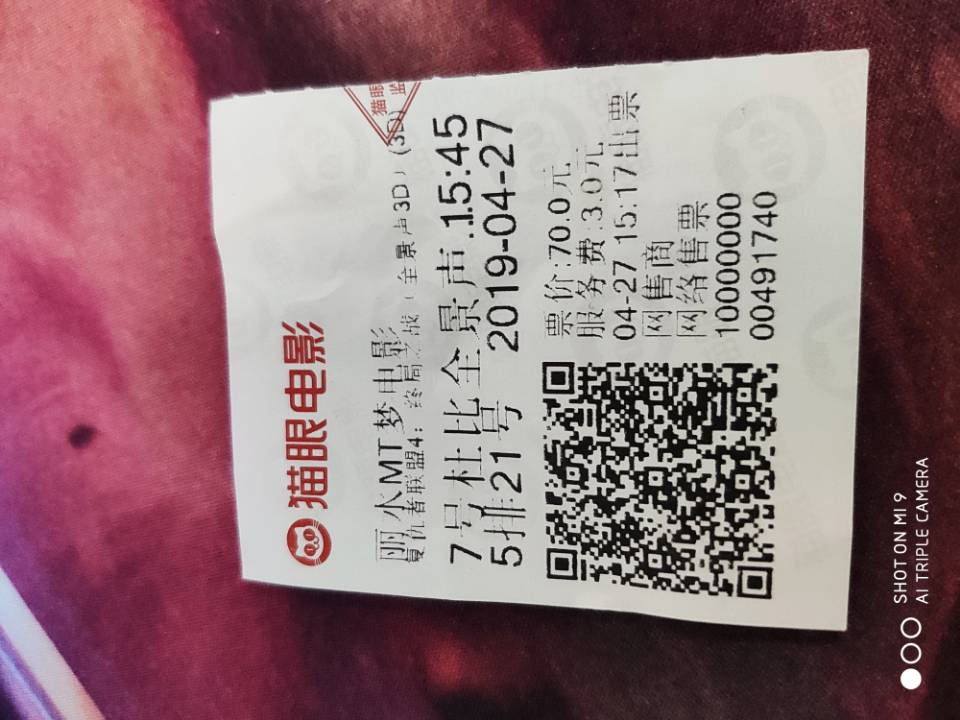 猫眼电影
猫眼
监
丽水MT梦电影
复仇者联盟4：终局之战（全景声3D）(3D)
7号杜比全景声 15:45
5排21号 2019-04-27
票价:70.0元
服务费:3.0元
04-27 15:17出票
网售商
网络售票
10000000
00491740
SHOT ON MI 9
AI TRIPLE CAMERA